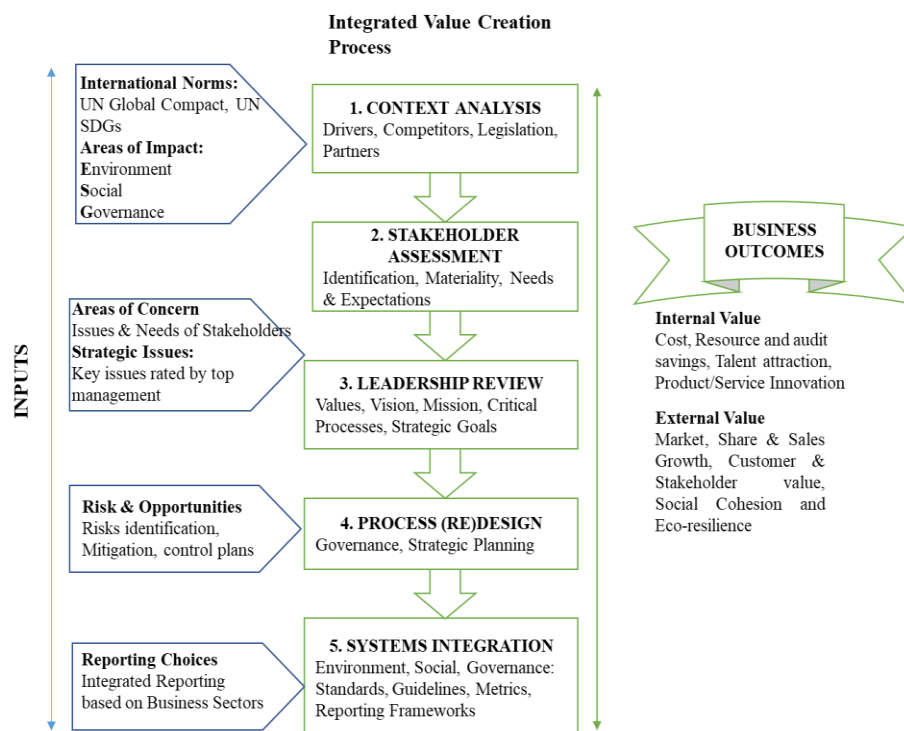 Integrated Value Creation
Process
International Norms:
UN Global Compact, UN
SDGs
Areas of Impact:
Environment
Social
Governance
1. CONTEXT ANALYSIS
Drivers, Competitors, Legislation,
Partners
2. STAKEHOLDER
ASSESSMENT
Identification, Materiality, Needs
& Expectations
Areas of Concern
Issues & Needs of Stakeholders
Strategic Issues:
Key issues rated by top
management
3. LEADERSHIP REVIEW
Values, Vision, Mission, Critical
Processes, Strategic Goals
Risk & Opportunities
Risks identification,
Mitigation, control plans
4. PROCESS (RE)DESIGN
Governance, Strategic Planning
Reporting Choices
Integrated Reporting
based on Business Sectors
5. SYSTEMS INTEGRATION
Environment, Social, Governance:
Standards, Guidelines, Metrics,
Reporting Frameworks
INPUTS
BUSINESS
OUTCOMES
Internal Value
Cost, Resource and audit
savings, Talent attraction,
Product/Service Innovation
External Value
Market, Share & Sales
Growth, Customer &
Stakeholder value,
Social Cohesion and
Eco-resilience